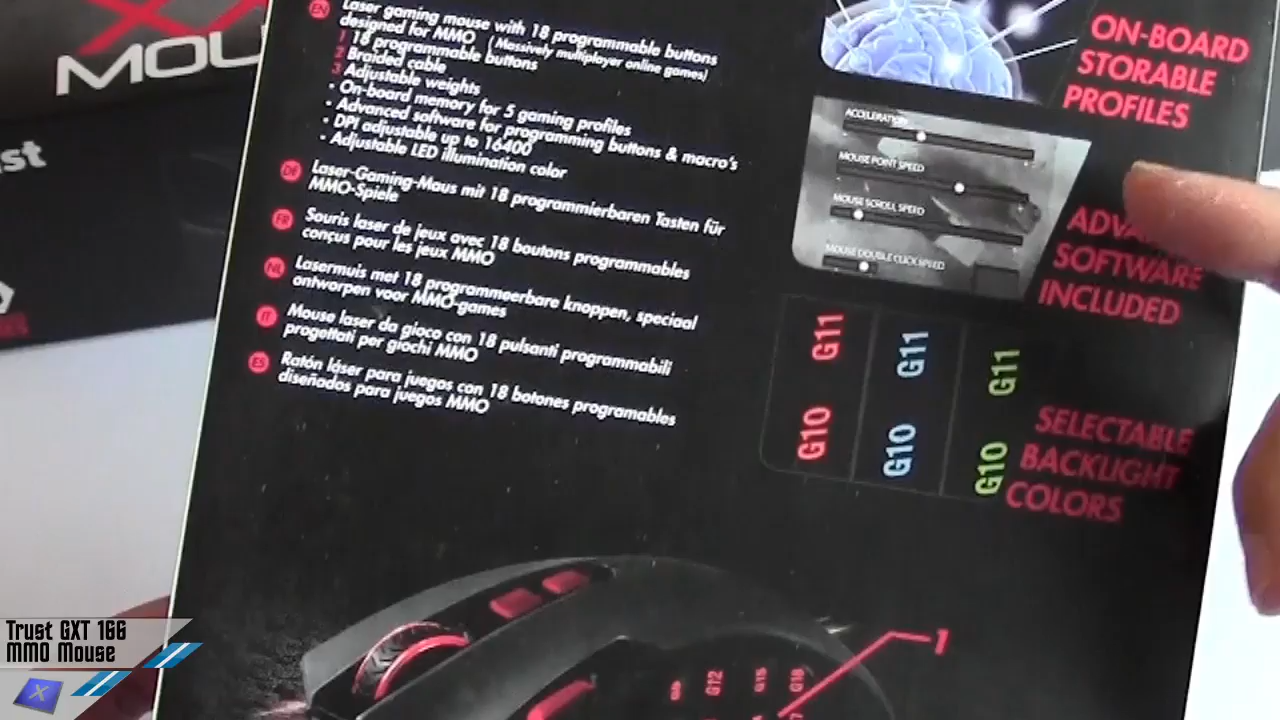 MOU
st
EN Laser gaming mouse with 18 programmable buttons
designed for MMO (Massively multiplayer online games)
1 18 programmable buttons
2 Braided cable
3 Adjustable weights
• On-board memory for 5 gaming profiles
• Advanced software for programming buttons & macro's
• DPI adjustable up to 16400
• Adjustable LED illumination color
DE Laser-Gaming-Maus mit 18 programmierbaren Tasten für
MMO-Spiele
FR Souris laser de jeux avec 18 boutons programmables
conçus pour les jeux MMO
NL Lasermuis met 18 programmeerbare knoppen, speciaal
ontworpen voor MMO-games
IT Mouse laser da gioco con 18 pulsanti programmabili
progettati per giochi MMO
ES Ratón láser para juegos con 18 botones programables
diseñados para juegos MMO
ON-BOARD
STORABLE
PROFILES
ACCLERATION
MOUSE POINT SPEED
MOUSE SCROLL SPEED
MOUSE DOUBLE CLICK SPEED
ADVA
SOFTWARE
INCLUDED
G11 G11 G11
G10 G10 G10
SELECTABLE
BACKLIGHT
COLORS
1
G12 G15 G18
Trust GXT 166
MMO Mouse
X